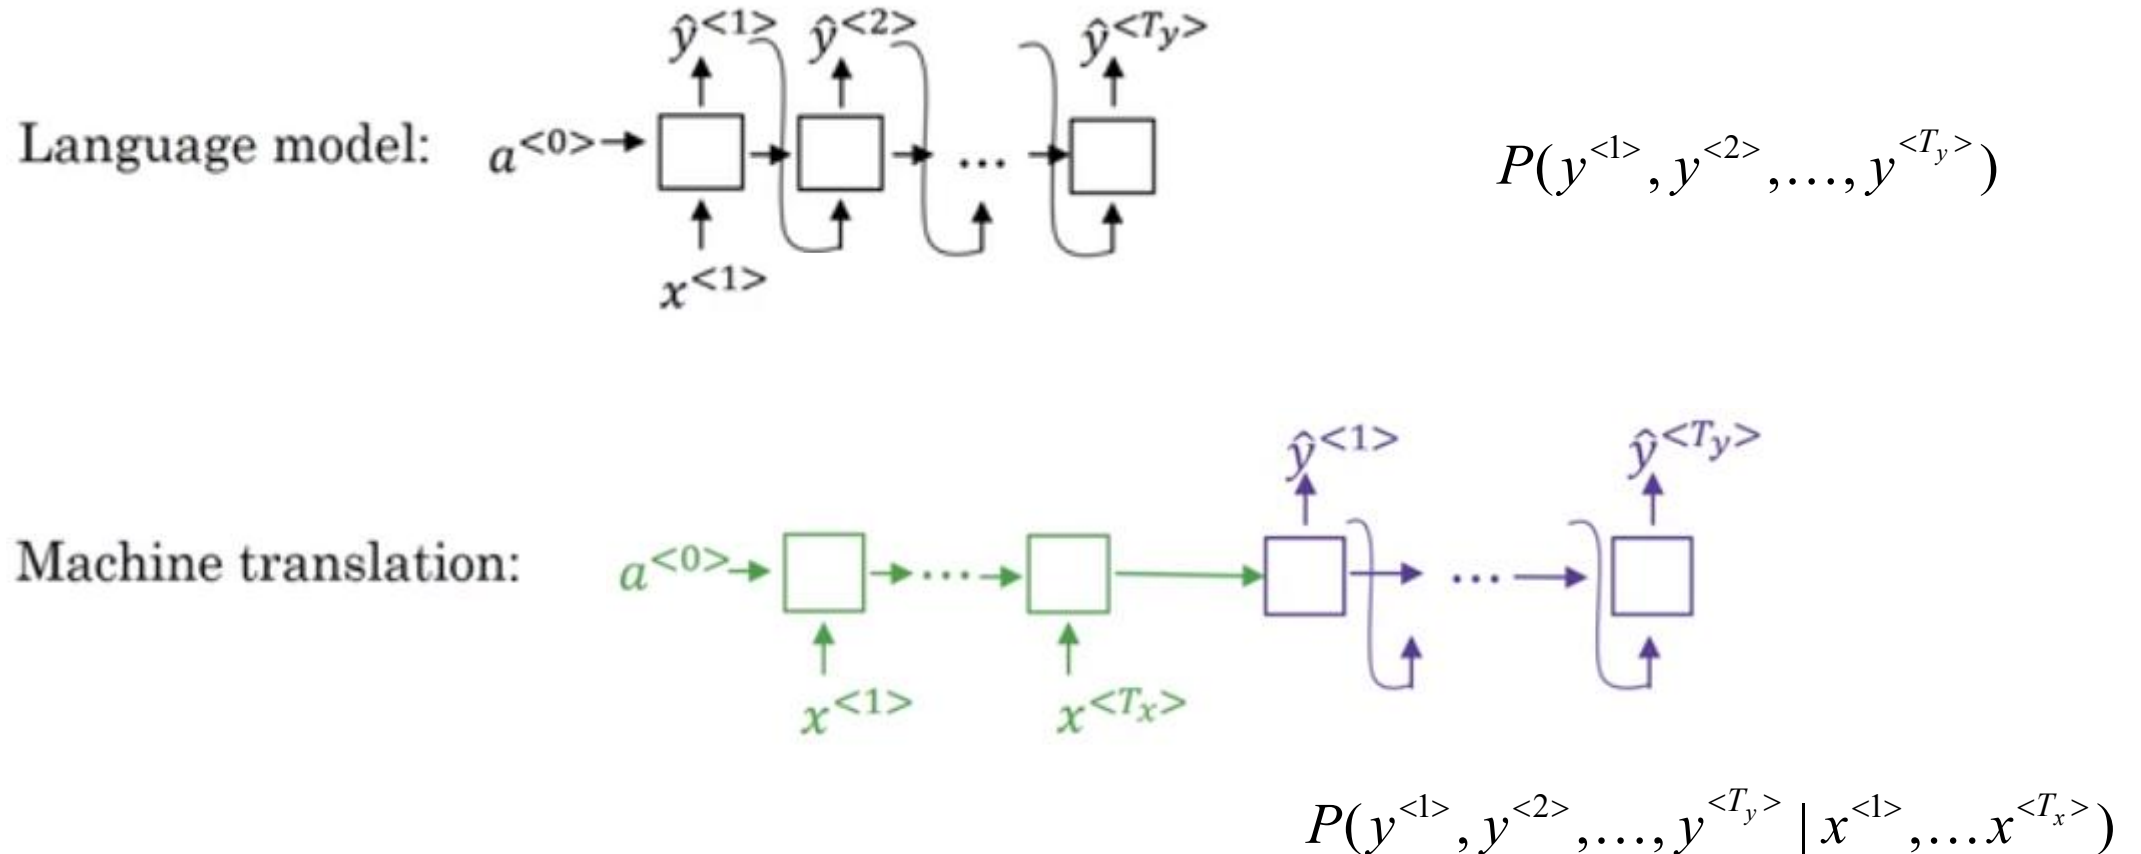 ŷ<1> ŷ<2> ŷ<Ty>
Language model: a<0> ... P(y<1>, y<2>,..., y<Ty>)
x<1>
ŷ<1> ŷ<Ty>
Machine translation: a<0> ... ...
x<1> x<Tx>
P(y<1>, y<2>,..., y<Ty> | x<1>,...x<Tx>)